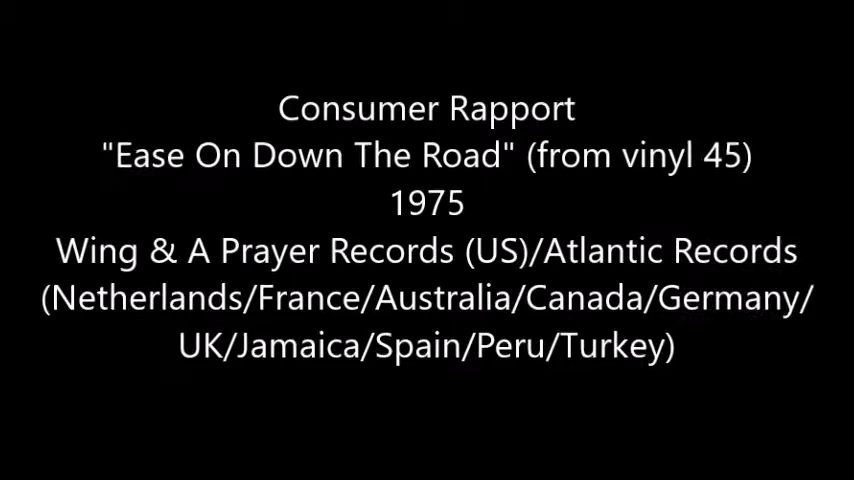 Consumer Rapport
"Ease On Down The Road" (from vinyl 45)
1975
Wing & A Prayer Records (US)/Atlantic Records
(Netherlands/France/Australia/Canada/Germany/
UK/Jamaica/Spain/Peru/Turkey)